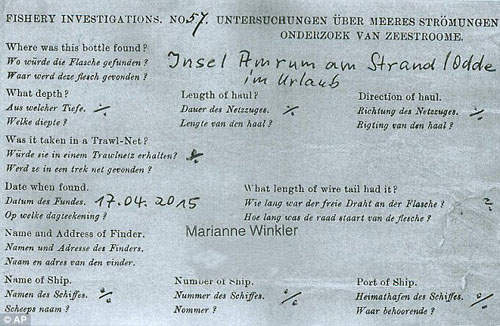 FISHERY INVESTIGATIONS. No 57. UNTERSUCHUNGEN ÜBER MEERES STRÖMUNGEN
ONDERZOEK VAN ZEESTROOME.
Where was this bottle found?
Wo würde die Flasche gefunden?
Waar werd deze flesch gevonden?
Insel Amrum am Strand/Odde
im Urlaub
What depth?
Aus welcher Tiefe. ·/.
Welke diepte?
Length of haul?
Dauer des Netzzuges. ·/.
Lengte van den haal?
Direction of haul.
Richtung des Netzzuges. ·/.
Rigting van den haal?
Was it taken in a Trawl-Net?
Würde sie in einem Trawlnetz erhalten?
Werd ze in een trek net gevonden?
Date when found.
Datum des Fundes. 17.04.2015
Op welke dagteekening?
What length of wire tail had it?
Wie lang war der freie Draht an der Flasche? ?
Hoe lang was de raad staart van de flesche?
Name and Address of Finder.
Namen und Adresse des Finders.
Naam en adres van den vinder.
Marianne Winkler
Name of Ship.
Namen des Schiffes. ·/.
Scheeps naam?
Number of Ship.
Nummer des Schiffes. ·/.
Nommer?
Port of Ship.
Heimathafen des Schiffes. ·/.
Waar behoorende?
© AP